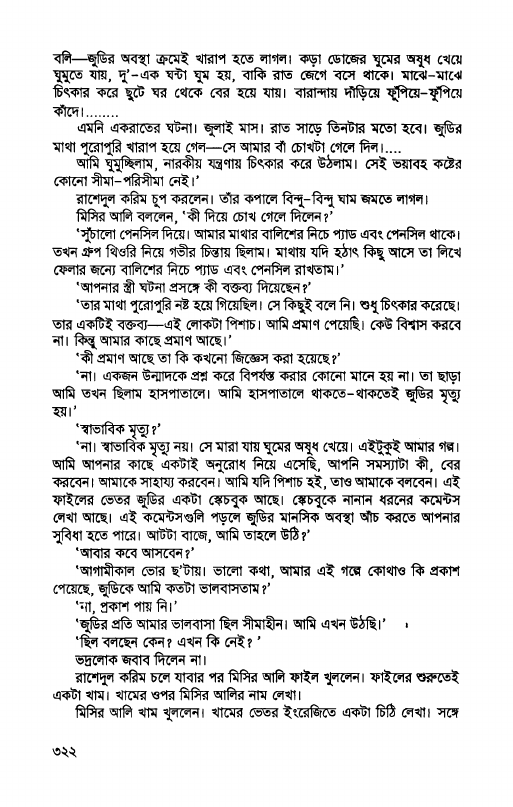 বলি—জুডির অবস্থা ক্রমেই খারাপ হতে লাগল। কড়া ডোজের ঘুমের অষুধ খেয়ে
ঘুমুতে যায়, দু'-এক ঘন্টা ঘুম হয়, বাকি রাত জেগে বসে থাকে। মাঝে-মাঝে
চিৎকার করে ছুটে ঘর থেকে বের হয়ে যায়। বারান্দায় দাঁড়িয়ে ফুঁপিয়ে-ফুঁপিয়ে
কাঁদে।........
এমনি একরাতের ঘটনা। জুলাই মাস। রাত সাড়ে তিনটার মতো হবে। জুডির
মাথা পুরোপুরি খারাপ হয়ে গেল—সে আমার বাঁ চোখটা গেলে দিল।....
আমি ঘুমুচ্ছিলাম, নারকীয় যন্ত্রণায় চিৎকার করে উঠলাম। সেই ভয়াবহ কষ্টের
কোনো সীমা-পরিসীমা নেই।'
রাশেদুল করিম চুপ করলেন। তাঁর কপালে বিন্দু-বিন্দু ঘাম জমতে লাগল।
মিসির আলি বললেন, 'কী দিয়ে চোখ গেলে দিলেন?'
'সুঁচালো পেনসিল দিয়ে। আমার মাথার বালিশের নিচে প্যাড এবং পেনসিল থাকে।
তখন গ্রুপ থিওরি নিয়ে গভীর চিন্তায় ছিলাম। মাথায় যদি হঠাৎ কিছু আসে তা লিখে
ফেলার জন্যে বালিশের নিচে প্যাড এবং পেনসিল রাখতাম।'
'আপনার স্ত্রী ঘটনা প্রসঙ্গে কী বক্তব্য দিয়েছেন?'
'তার মাথা পুরোপুরি নষ্ট হয়ে গিয়েছিল। সে কিছুই বলে নি। শুধু চিৎকার করেছে।
তার একটিই বক্তব্য—এই লোকটা পিশাচ। আমি প্রমাণ পেয়েছি। কেউ বিশ্বাস করবে
না। কিন্তু আমার কাছে প্রমাণ আছে।'
'কী প্রমাণ আছে তা কি কখনো জিজ্ঞেস করা হয়েছে?'
'না। একজন উন্মাদকে প্রশ্ন করে বিপর্যস্ত করার কোনো মানে হয় না। তা ছাড়া
আমি তখন ছিলাম হাসপাতালে। আমি হাসপাতালে থাকতে-থাকতেই জুডির মৃত্যু
হয়।'
'স্বাভাবিক মৃত্যু?'
'না। স্বাভাবিক মৃত্যু নয়। সে মারা যায় ঘুমের অষুধ খেয়ে। এইটুকুই আমার গল্প।
আমি আপনার কাছে একটাই অনুরোধ নিয়ে এসেছি, আপনি সমস্যাটা কী, বের
করবেন। আমাকে সাহায্য করবেন। আমি যদি পিশাচ হই, তাও আমাকে বলবেন। এই
ফাইলের ভেতর জুডির একটা স্কেচবুক আছে। স্কেচবুকে নানান ধরনের কমেন্টস
লেখা আছে। এই কমেন্টসগুলি পড়লে জুডির মানসিক অবস্থা আঁচ করতে আপনার
সুবিধা হতে পারে। আটটা বাজে, আমি তাহলে উঠি?'
'আবার কবে আসবেন?'
'আগামীকাল ভোর ছ'টায়। ভালো কথা, আমার এই গল্পে কোথাও কি প্রকাশ
পেয়েছে, জুডিকে আমি কতটা ভালবাসতাম?'
'না, প্রকাশ পায় নি।'
'জুডির প্রতি আমার ভালবাসা ছিল সীমাহীন। আমি এখন উঠছি।'
'ছিল বলছেন কেন? এখন কি নেই? '
ভদ্রলোক জবাব দিলেন না।
রাশেদুল করিম চলে যাবার পর মিসির আলি ফাইল খুললেন। ফাইলের শুরুতেই
একটা খাম। খামের ওপর মিসির আলির নাম লেখা।
মিসির আলি খাম খুললেন। খামের ভেতর ইংরেজিতে একটা চিঠি লেখা। সঙ্গে
৩২২